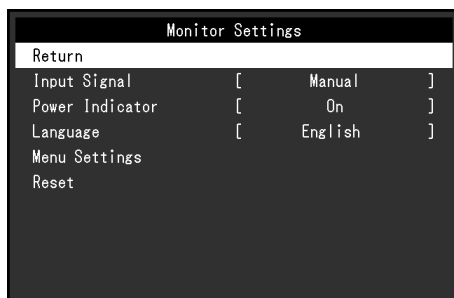 Monitor Settings
Return
Input Signal [ Manual ]
Power Indicator [ On ]
Language [ English ]
Menu Settings
Reset